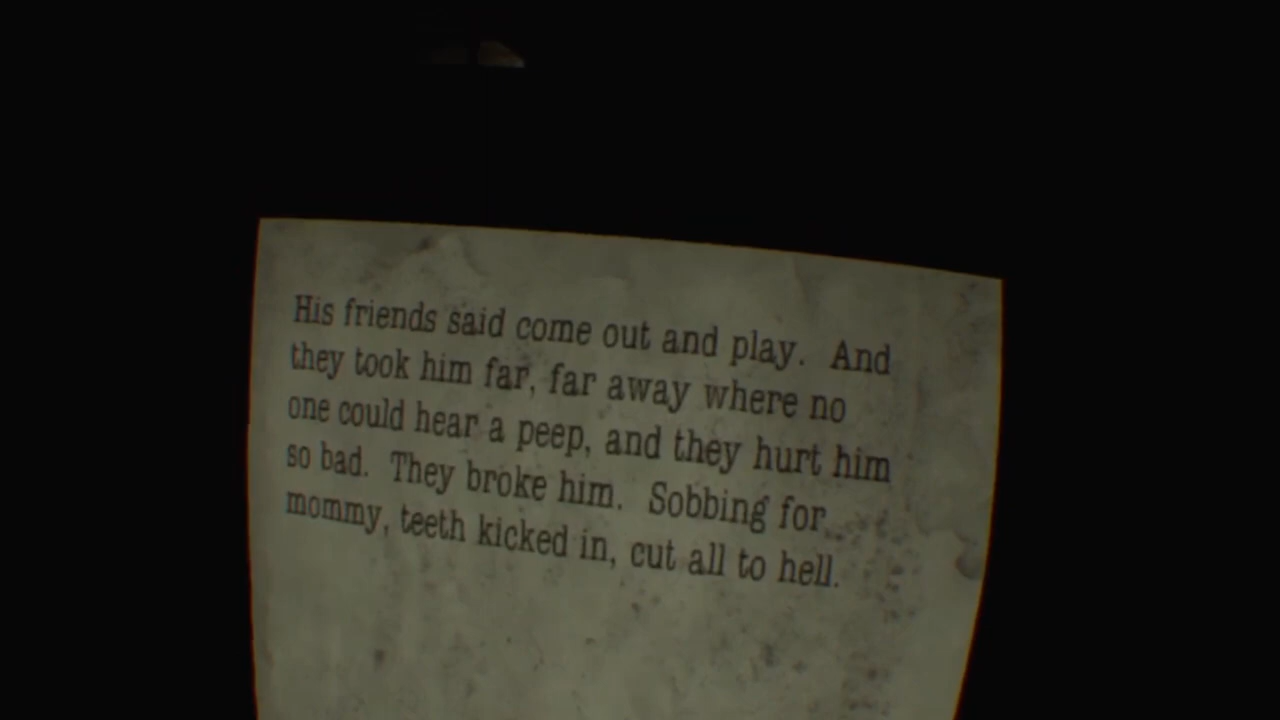 His friends said come out and play.  And
they took him far, far away where no
one could hear a peep, and they hurt him
so bad.  They broke him.  Sobbing for
mommy, teeth kicked in, cut all to hell.